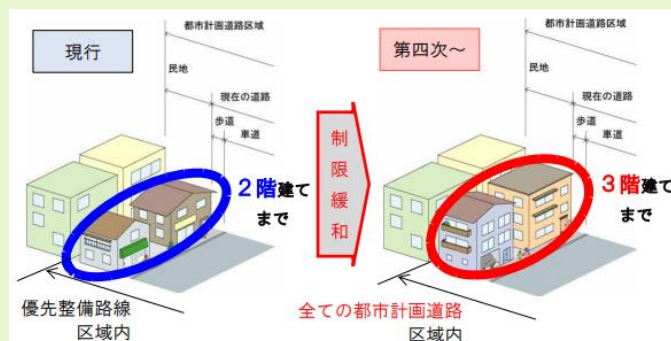 現行
都市計画道路区域
民地
現在の道路
歩道
車道
2階建て
まで
優先整備路線
区域内
制限緩和
第四次～
都市計画道路区域
民地
現在の道路
歩道
車道
3階建て
まで
全ての都市計画道路
区域内